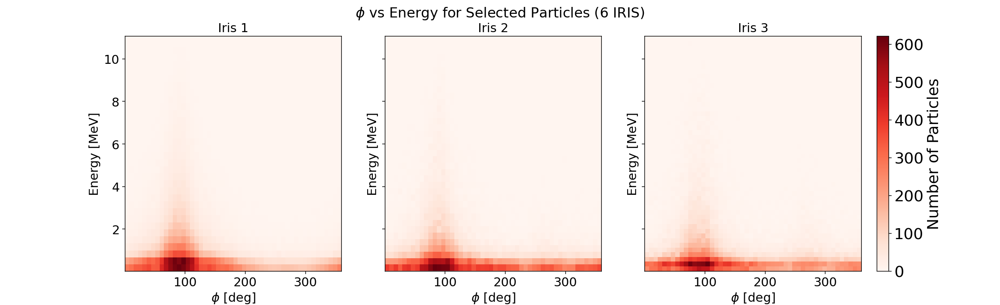 ϕ vs Energy for Selected Particles (6 IRIS)
Iris 1
Iris 2
Iris 3
Energy [MeV]
10
8
6
4
2
100
200
300
ϕ [deg]
Energy [MeV]
100
200
300
ϕ [deg]
Energy [MeV]
100
200
300
ϕ [deg]
600
500
400
300
200
100
0
Number of Particles